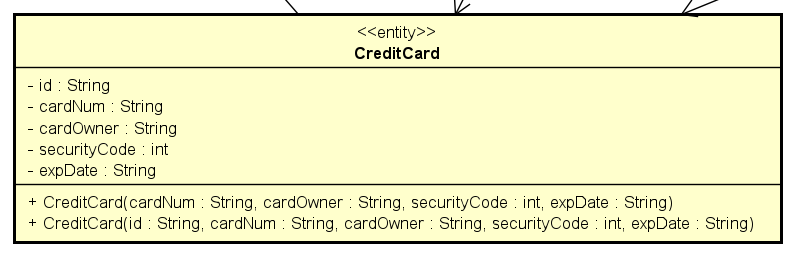 <<entity>>
CreditCard
- id : String
- cardNum : String
- cardOwner : String
- securityCode : int
- expDate : String
+ CreditCard(cardNum : String, cardOwner : String, securityCode : int, expDate : String)
+ CreditCard(id : String, cardNum : String, cardOwner : String, securityCode : int, expDate : String)